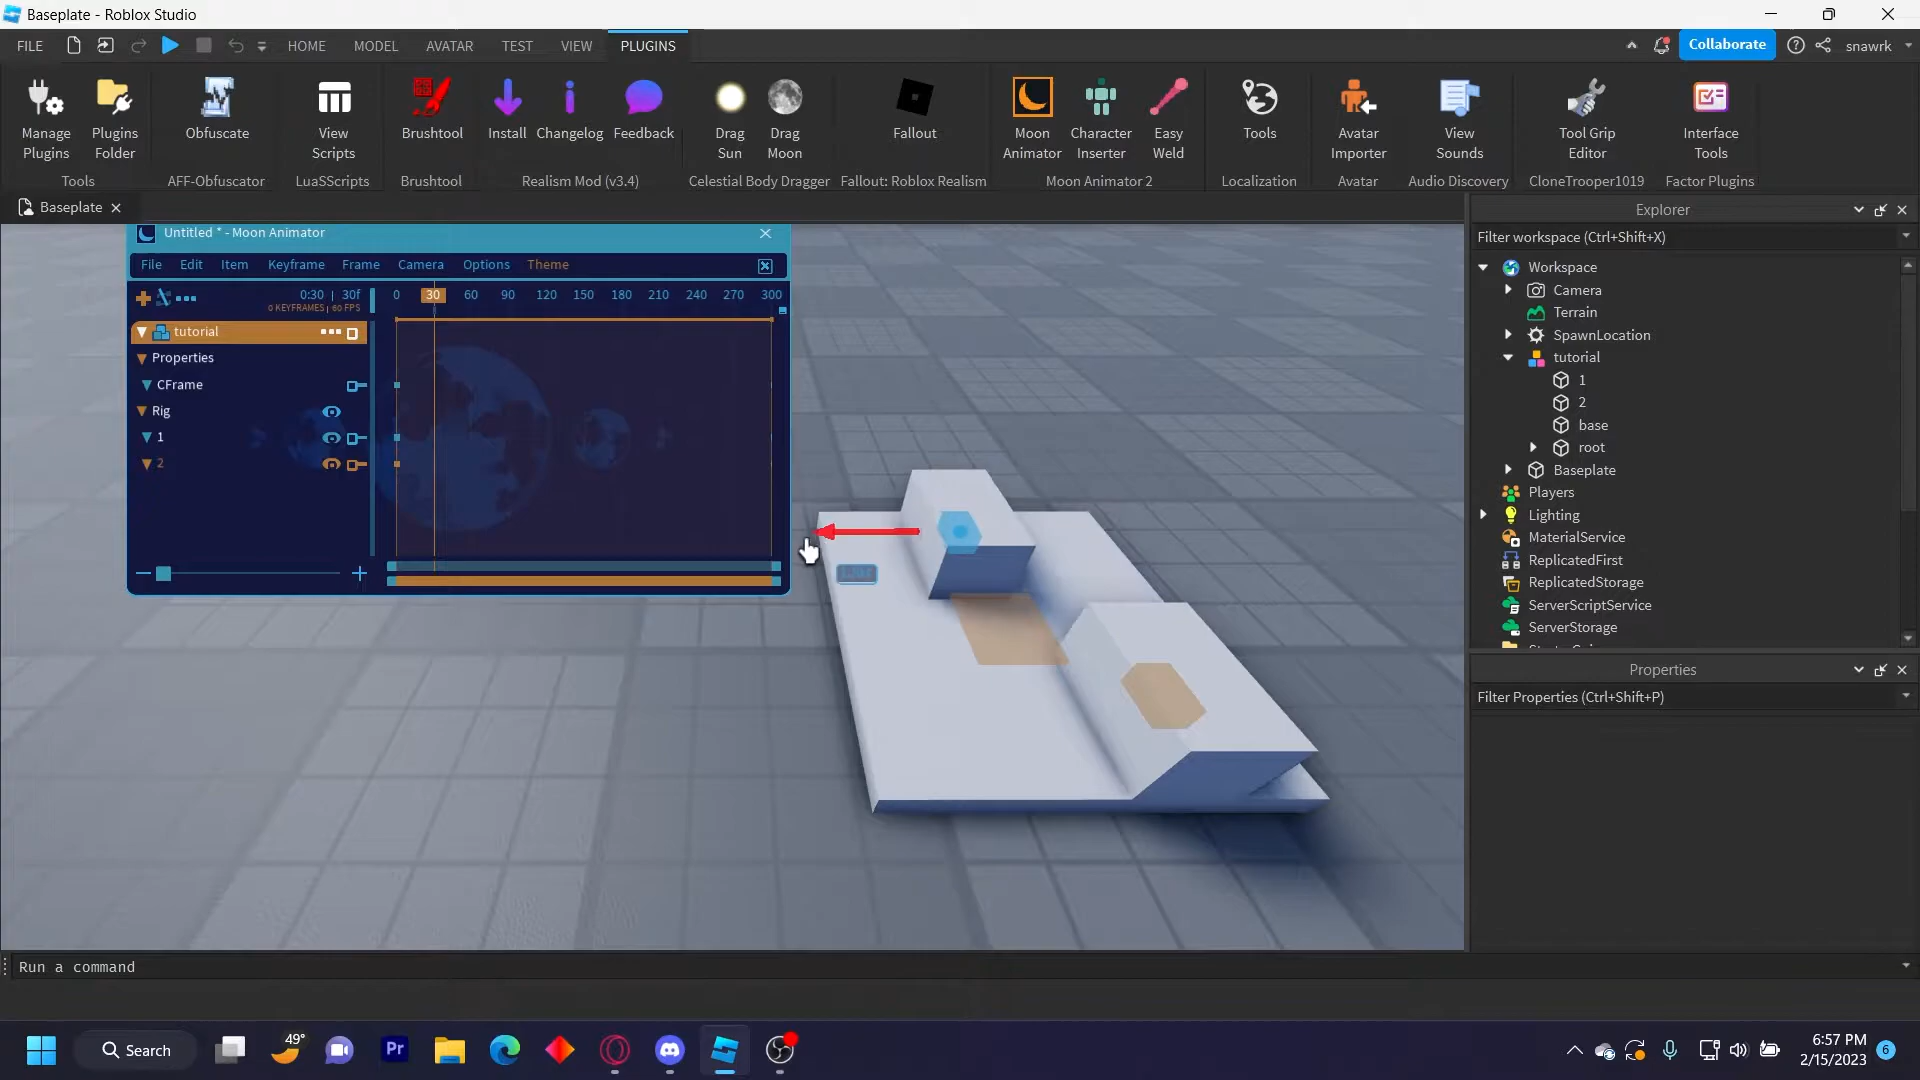 Baseplate - Roblox Studio
FILE
HOME
MODEL
AVATAR
TEST
VIEW
PLUGINS
Collaborate
snawrk
Manage Plugins
Plugins Folder
Obfuscate
View Scripts
Brushtool
Install
Changelog
Feedback
Drag Sun
Drag Moon
Fallout
Moon Animator
Character Inserter
Easy Weld
Tools
Avatar Importer
View Sounds
Tool Grip Editor
Interface Tools
Tools
AFF-Obfuscator
LuaSScripts
Brushtool
Realism Mod (v3.4)
Celestial Body Dragger
Fallout: Roblox Realism
Moon Animator 2
Localization
Avatar
Audio Discovery
CloneTrooper1019
Factor Plugins
Baseplate
Untitled * - Moon Animator
File Edit Item Keyframe Frame Camera Options Theme
0:30 | 30f
0 KEYFRAMES | 60 FPS
0 30 60 90 120 150 180 210 240 270 300
tutorial
Properties
CFrame
Rig
1
2
Explorer
Filter workspace (Ctrl+Shift+X)
Workspace
Camera
Terrain
SpawnLocation
tutorial
1
2
base
root
Baseplate
Players
Lighting
MaterialService
ReplicatedFirst
ReplicatedStorage
ServerScriptService
ServerStorage
Properties
Filter Properties (Ctrl+Shift+P)
Run a command
Search
49°
Pr
6:57 PM
2/15/2023
6